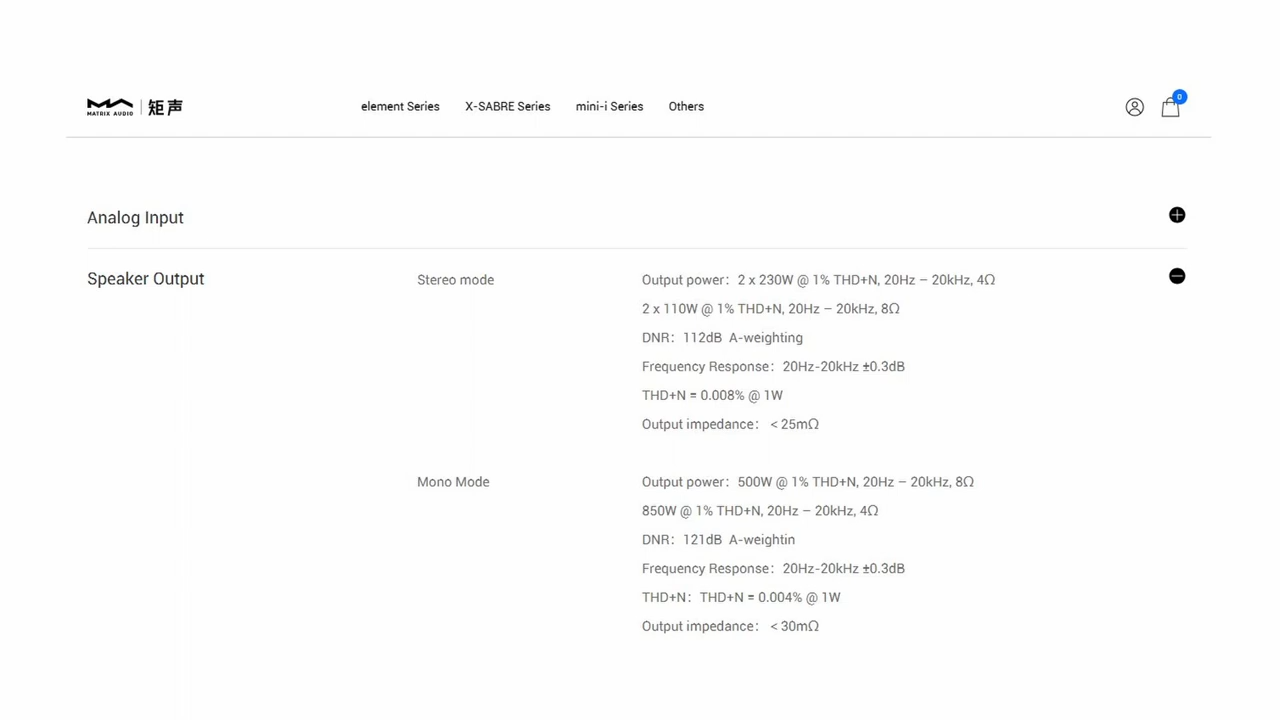 MATRIX AUDIO 矩声
element Series X-SABRE Series mini-i Series Others
0
Analog Input
Speaker Output
Stereo mode
Output power：2 x 230W @ 1% THD+N, 20Hz – 20kHz, 4Ω
2 x 110W @ 1% THD+N, 20Hz – 20kHz, 8Ω
DNR：112dB A-weighting
Frequency Response：20Hz-20kHz ±0.3dB
THD+N = 0.008% @ 1W
Output impedance：< 25mΩ
Mono Mode
Output power：500W @ 1% THD+N, 20Hz – 20kHz, 8Ω
850W @ 1% THD+N, 20Hz – 20kHz, 4Ω
DNR：121dB A-weightin
Frequency Response：20Hz-20kHz ±0.3dB
THD+N：THD+N = 0.004% @ 1W
Output impedance：< 30mΩ